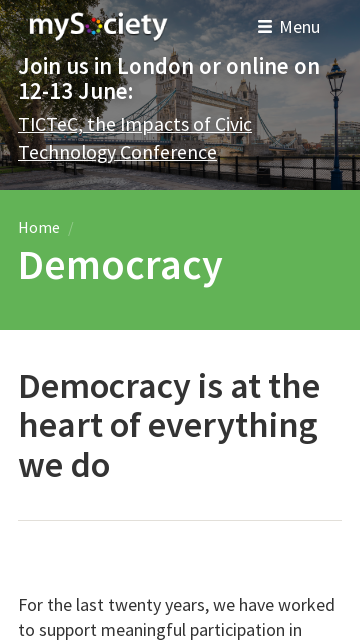 mySociety
Menu
Join us in London or online on
12-13 June:
TICTeC, the Impacts of Civic
Technology Conference
Home /
Democracy
Democracy is at the
heart of everything
we do
For the last twenty years, we have worked
to support meaningful participation in